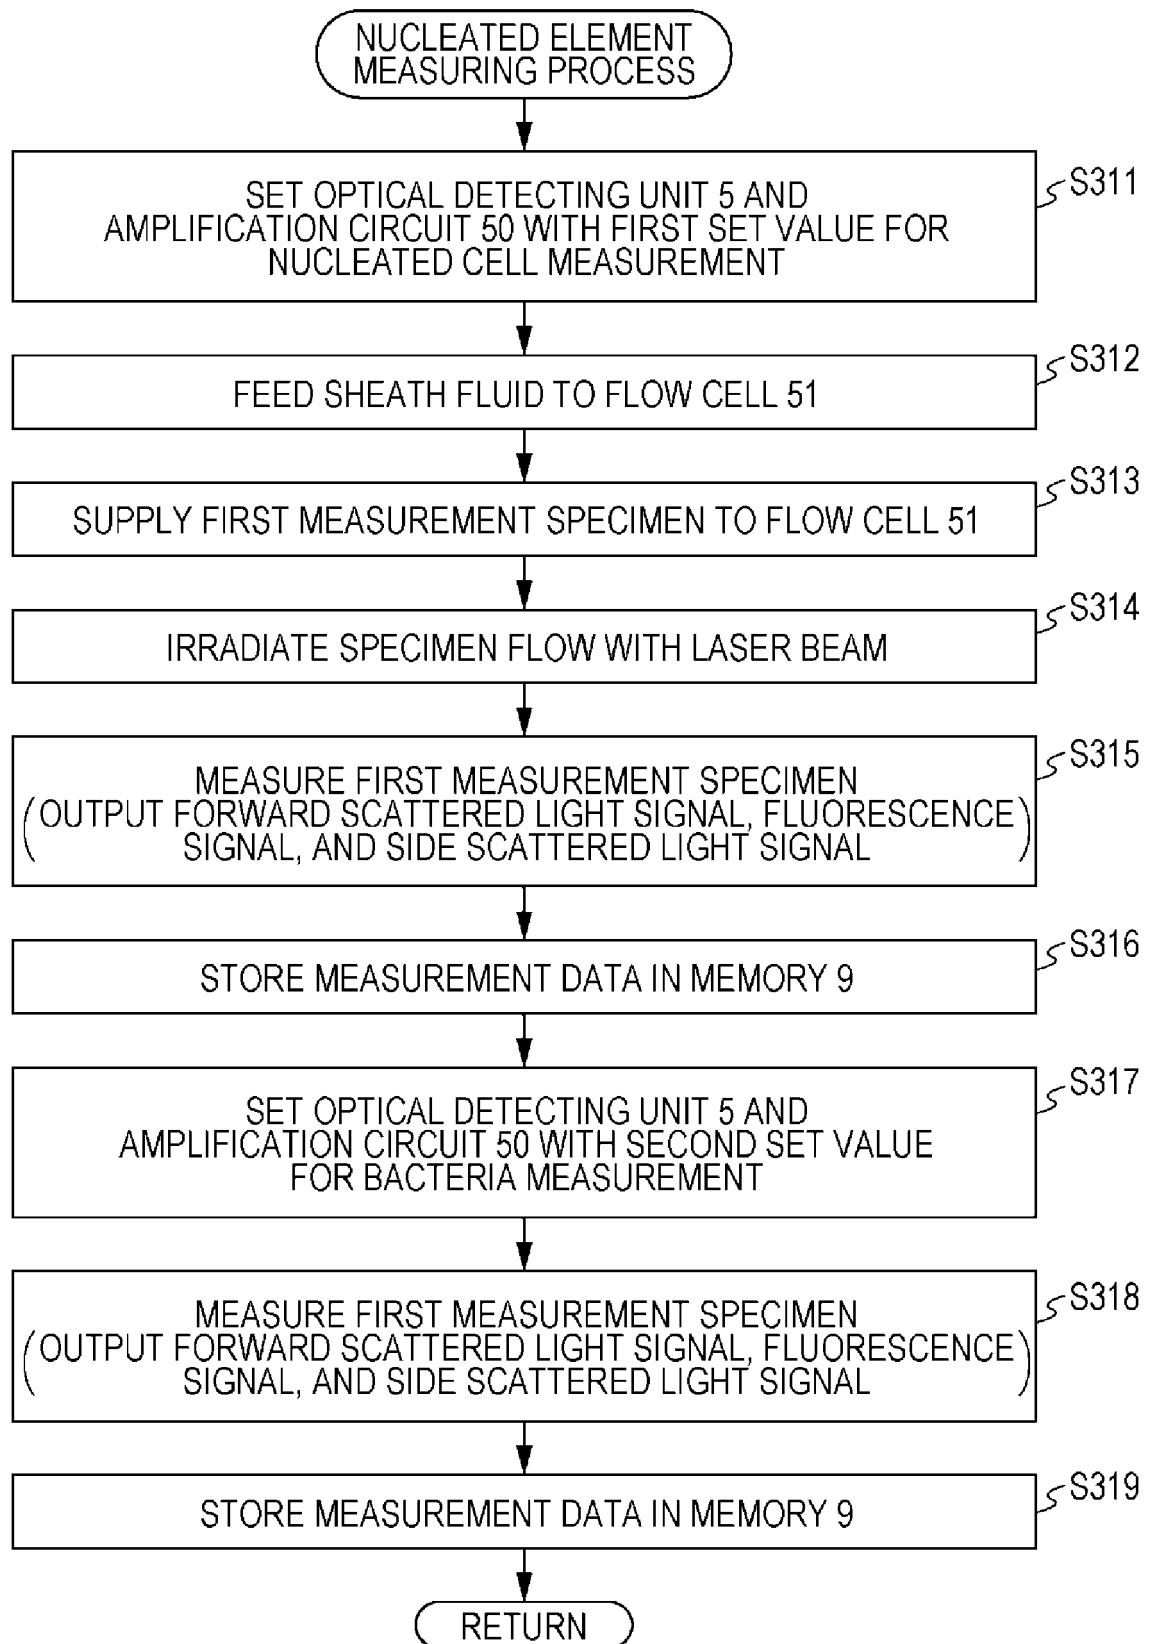 NUCLEATED ELEMENT
MEASURING PROCESS
S311
SET OPTICAL DETECTING UNIT 5 AND
AMPLIFICATION CIRCUIT 50 WITH FIRST SET VALUE FOR
NUCLEATED CELL MEASUREMENT
S312
FEED SHEATH FLUID TO FLOW CELL 51
S313
SUPPLY FIRST MEASUREMENT SPECIMEN TO FLOW CELL 51
S314
IRRADIATE SPECIMEN FLOW WITH LASER BEAM
S315
MEASURE FIRST MEASUREMENT SPECIMEN
(OUTPUT FORWARD SCATTERED LIGHT SIGNAL, FLUORESCENCE
SIGNAL, AND SIDE SCATTERED LIGHT SIGNAL)
S316
STORE MEASUREMENT DATA IN MEMORY 9
S317
SET OPTICAL DETECTING UNIT 5 AND
AMPLIFICATION CIRCUIT 50 WITH SECOND SET VALUE
FOR BACTERIA MEASUREMENT
S318
MEASURE FIRST MEASUREMENT SPECIMEN
(OUTPUT FORWARD SCATTERED LIGHT SIGNAL, FLUORESCENCE
SIGNAL, AND SIDE SCATTERED LIGHT SIGNAL)
S319
STORE MEASUREMENT DATA IN MEMORY 9
RETURN